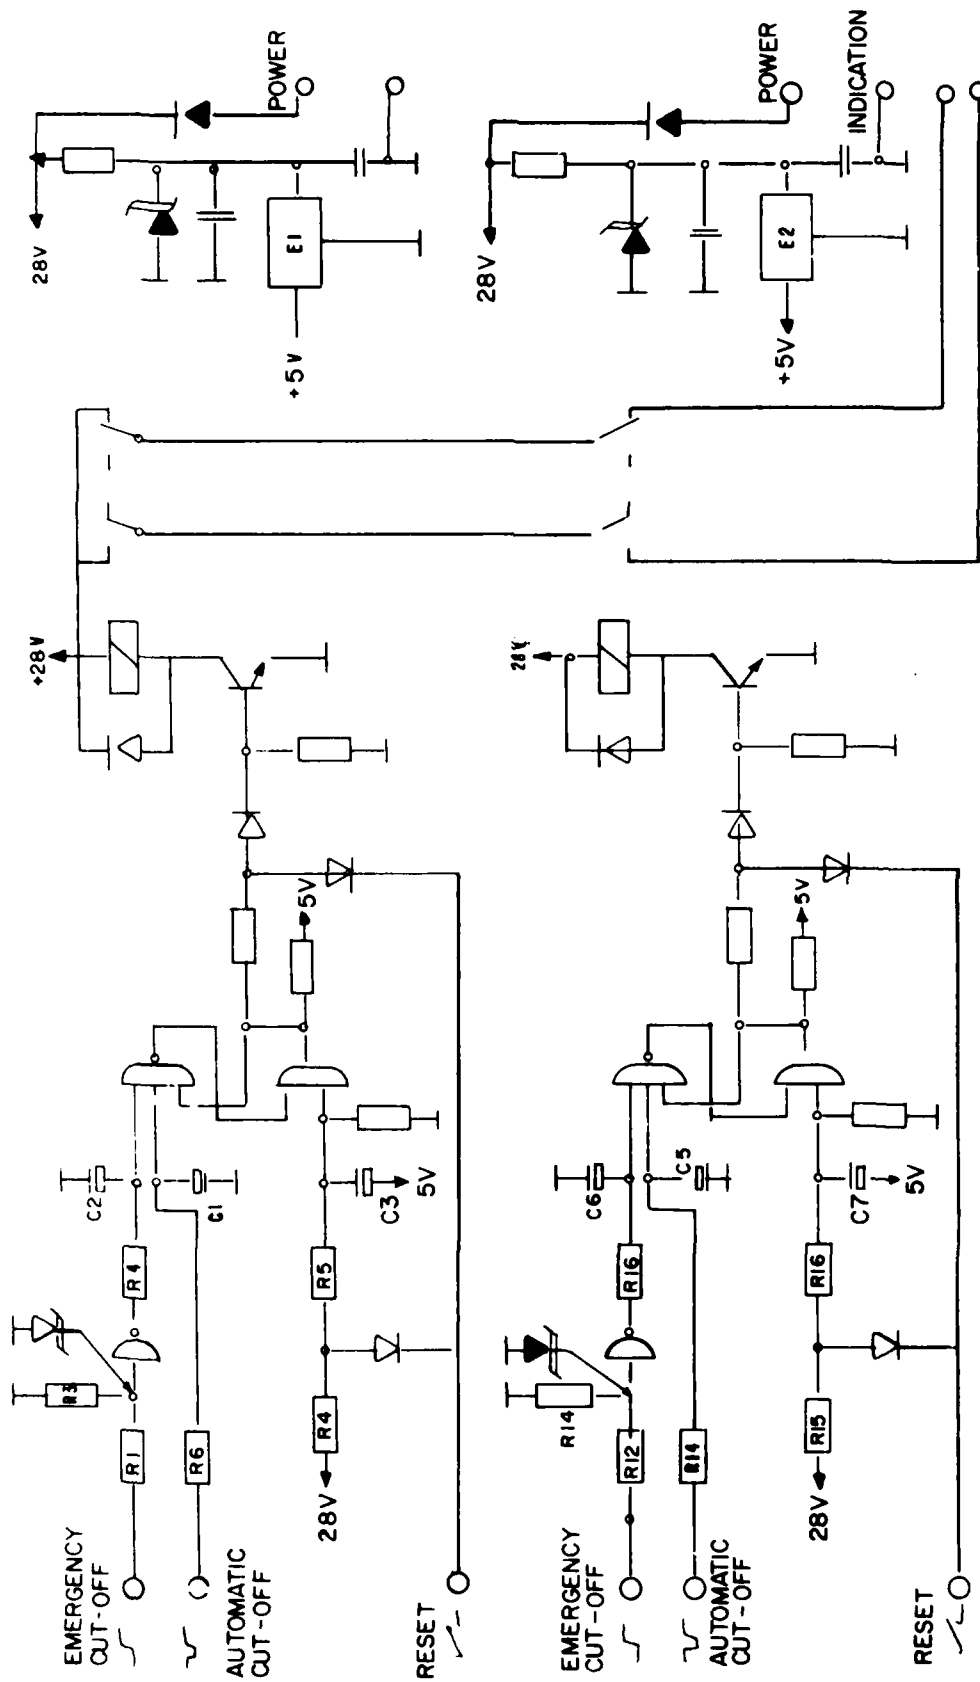 EMERGENCY
CUT-OFF
AUTOMATIC
CUT-OFF
RESET
R1
R3
R6
R4
C2
C1
28V
R4
R5
C3
5V
5V
+28V
+5V
E1
28V
POWER
EMERGENCY
CUT-OFF
AUTOMATIC
CUT-OFF
RESET
R12
R14
R14
R16
C6
C5
28V
R15
R16
C7
5V
5V
28V
+5V
E2
28V
POWER
INDICATION